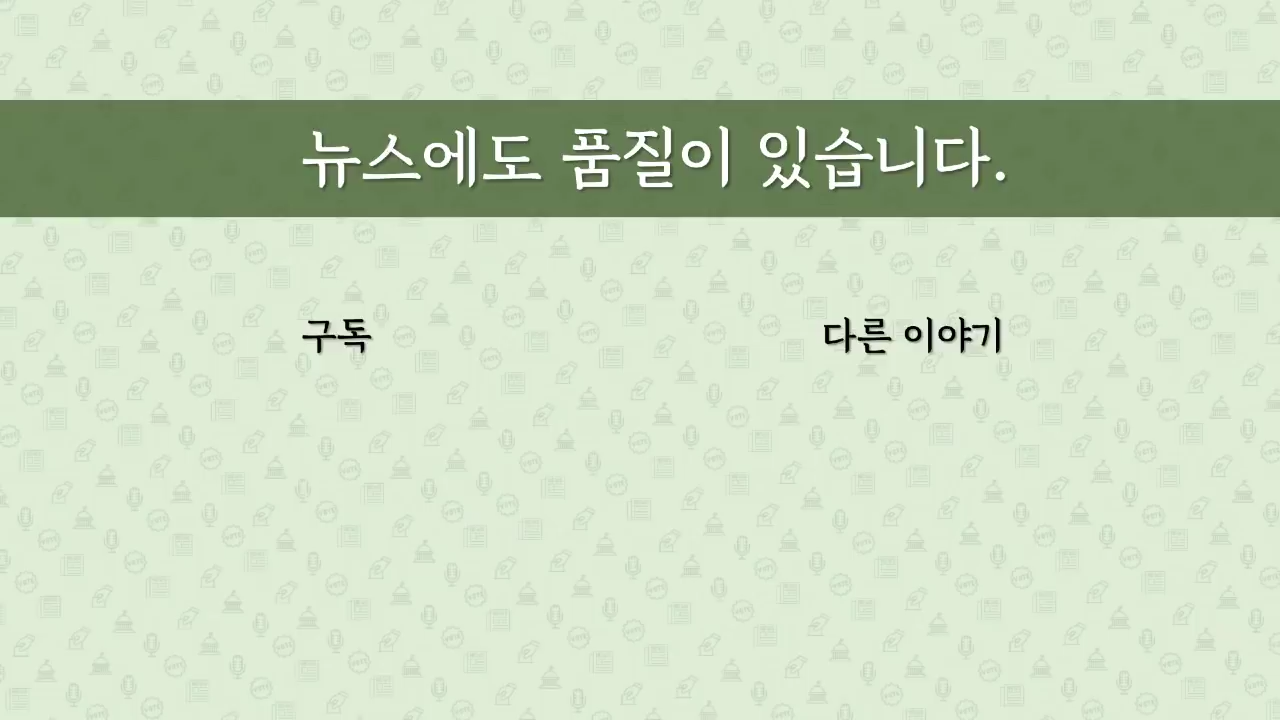 뉴스에도 품질이 있습니다.
구독
다른 이야기